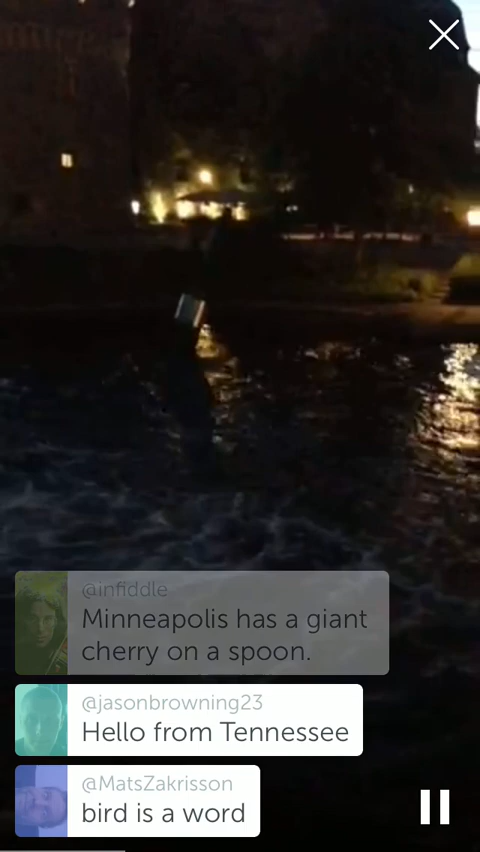 @infiddle
Minneapolis has a giant
cherry on a spoon.
@jasonbrowning23
Hello from Tennessee
@MatsZakrisson
bird is a word